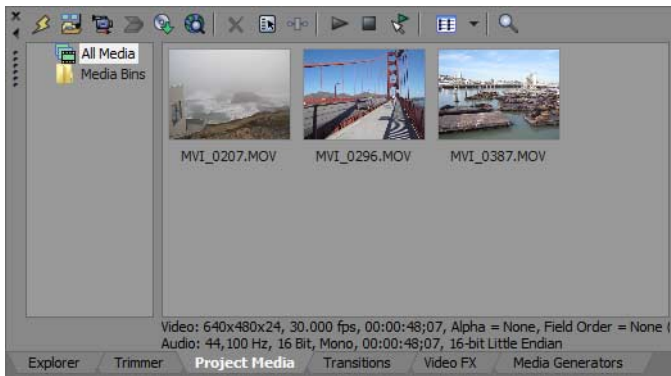 All Media
Media Bins
MVI_0207.MOV
MVI_0296.MOV
MVI_0387.MOV
Video: 640x480x24, 30.000 fps, 00:00:48;07, Alpha = None, Field Order = None (
Audio: 44,100 Hz, 16 Bit, Mono, 00:00:48;07, 16-bit Little Endian
Explorer
Trimmer
Project Media
Transitions
Video FX
Media Generators